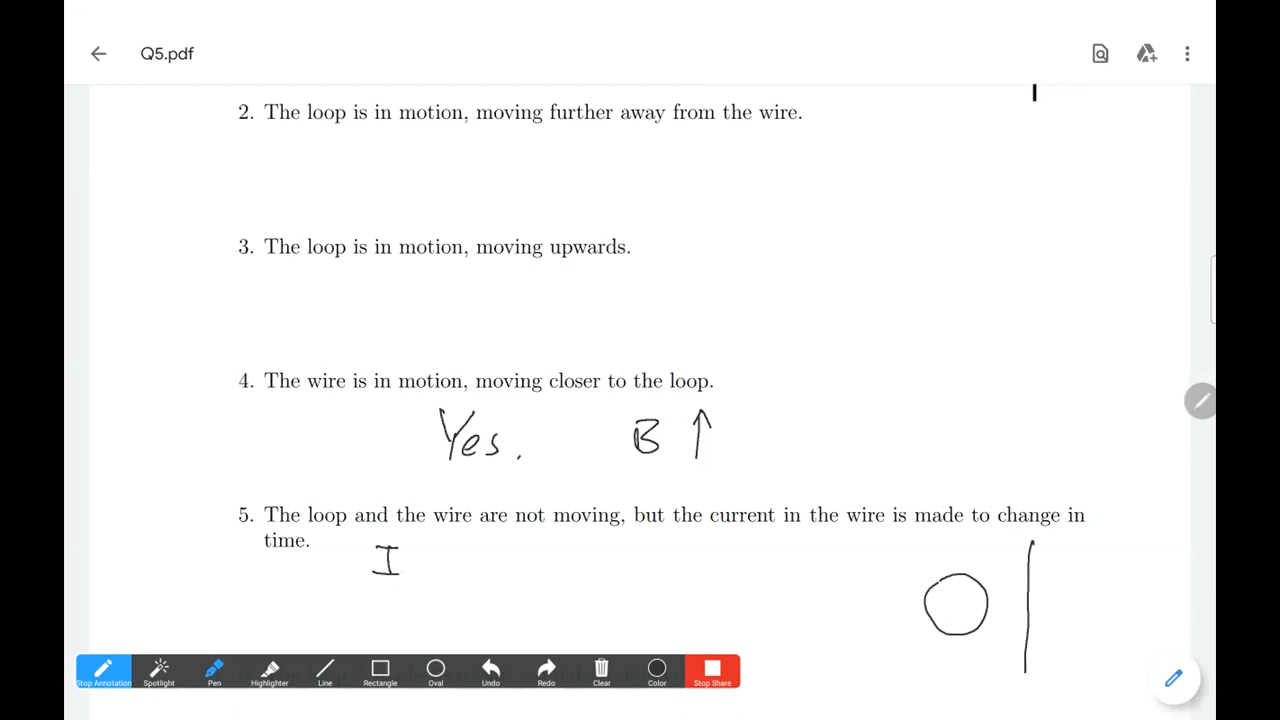 Q5.pdf
2. The loop is in motion, moving further away from the wire.
3. The loop is in motion, moving upwards.
4. The wire is in motion, moving closer to the loop.
Yes. B ↑
5. The loop and the wire are not moving, but the current in the wire is made to change in
time.
I
Stop Annotation Spotlight Pen Highlighter Line Rectangle Oval Undo Redo Clear Color Stop Share